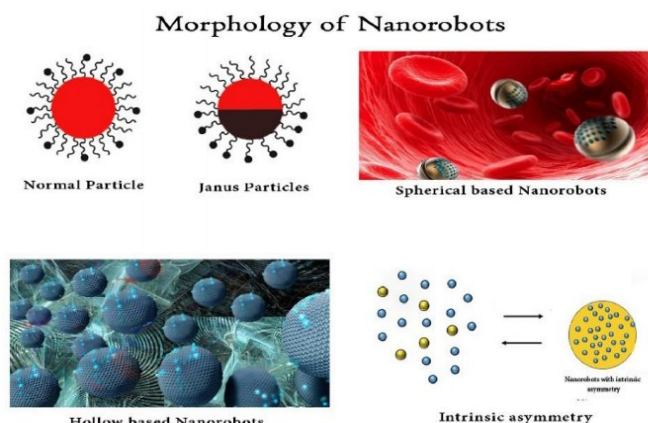 Morphology of Nanorobots
Normal Particle
Janus Particles
Spherical based Nanorobots
Hollow based Nanorobots
Nanorobots with intrinsic
asymmetry
Intrinsic asymmetry